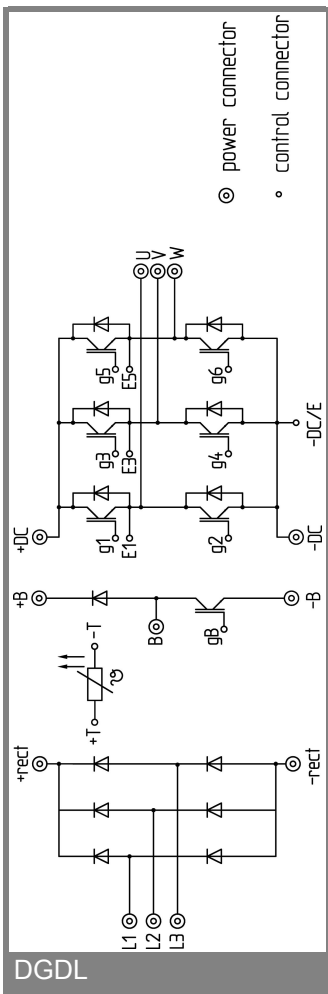 power connector
control connector
U
V
W
g5
E5
g6
g3
E3
g4
-DC/E
+DC
g1
E1
g2
-DC
+B
B
gB
-B
-T
+T
ϑ
+rect
-rect
L1
L2
L3
DGDL